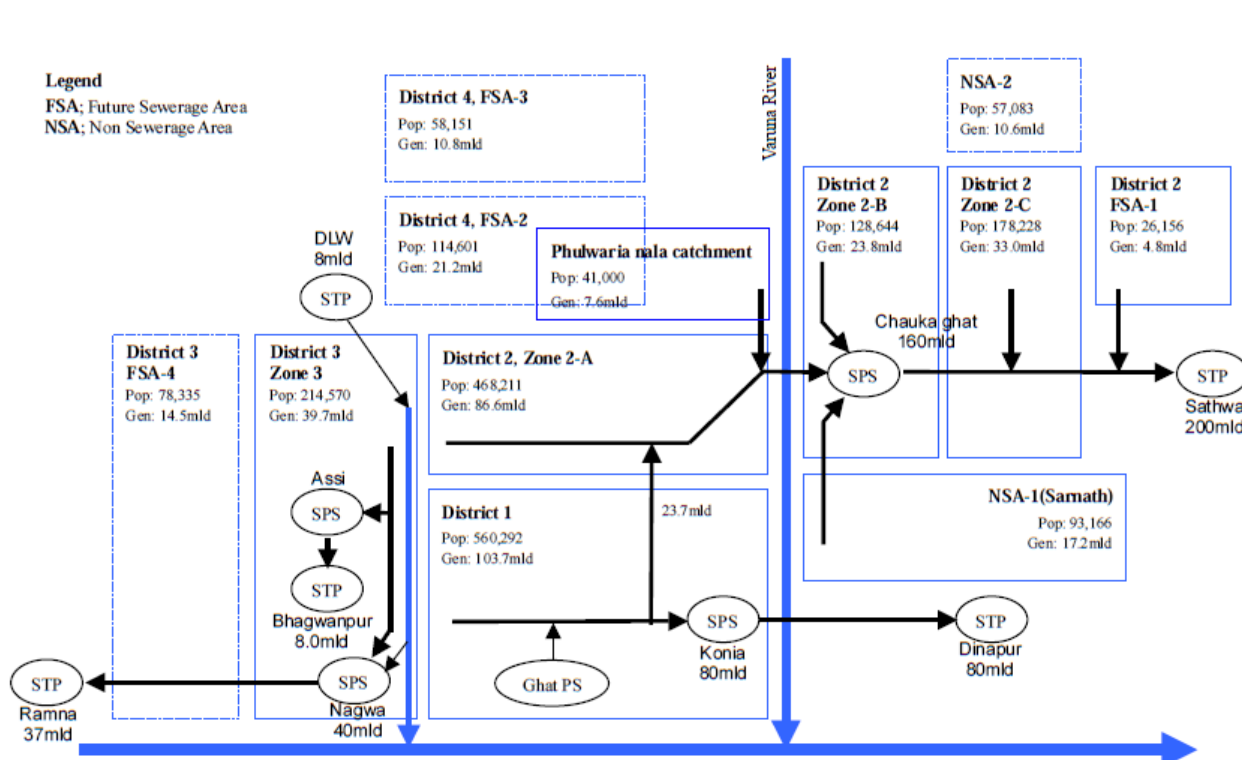 Legend
FSA; Future Sewerage Area
NSA; Non Sewerage Area
District 4, FSA-3
Pop: 58,151
Gen: 10.8mld
District 4, FSA-2
Pop: 114,601
Gen: 21.2mld
Phulwaria nala catchment
Pop: 41,000
Gen: 7.6mld
Varuna River
NSA-2
Pop: 57,083
Gen: 10.6mld
District 2
Zone 2-B
Pop: 128,644
Gen: 23.8mld
District 2
Zone 2-C
Pop: 178,228
Gen: 33.0mld
District 2
FSA-1
Pop: 26,156
Gen: 4.8mld
DLW
8mld
STP
District 3
FSA-4
Pop: 78,335
Gen: 14.5mld
District 3
Zone 3
Pop: 214,570
Gen: 39.7mld
District 2, Zone 2-A
Pop: 468,211
Gen: 86.6mld
Chauka ghat
160mld
SPS
STP
Sathwa
200mld
Assi
SPS
STP
Bhagwanpur
8.0mld
District 1
Pop: 560,292
Gen: 103.7mld
23.7mld
NSA-1(Sarnath)
Pop: 93,166
Gen: 17.2mld
SPS
Konia
80mld
STP
Dinapur
80mld
Ghat PS
STP
Ramna
37mld
SPS
Nagwa
40mld